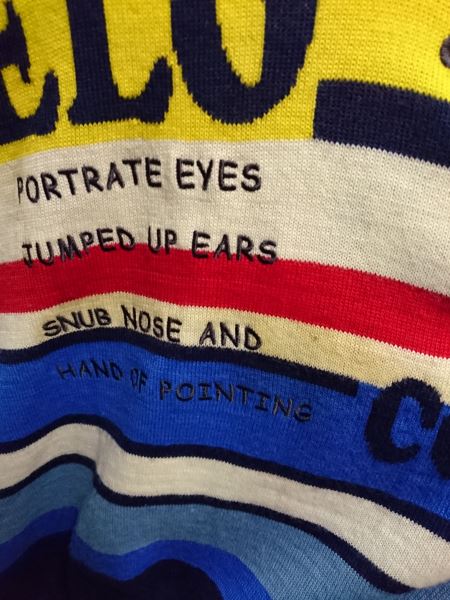 ELO
PORTRATE EYES
JUMPED UP EARS
SNUB NOSE AND
HAND OF POINTING